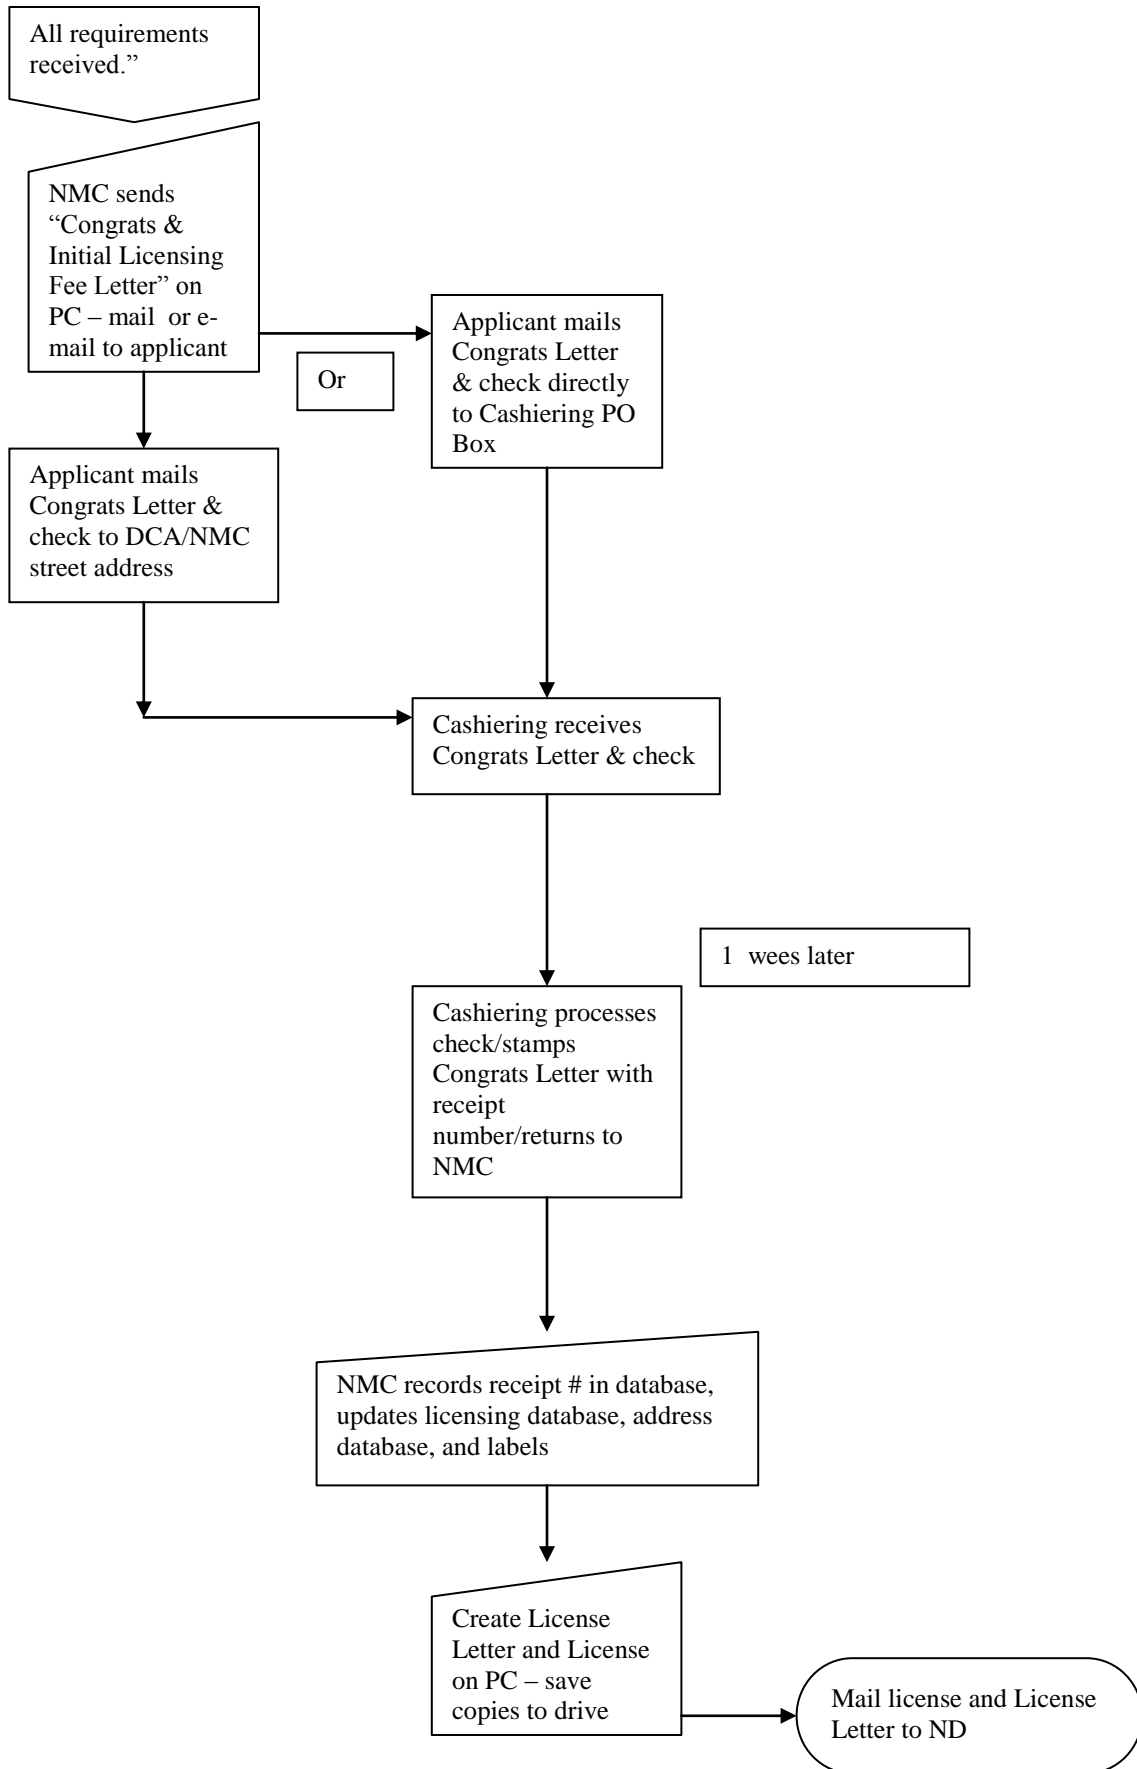 All requirements
received.”
NMC sends
“Congrats &
Initial Licensing
Fee Letter” on
PC – mail  or e-
mail to applicant
Or
Applicant mails
Congrats Letter
& check directly
to Cashiering PO
Box
Applicant mails
Congrats Letter &
check to DCA/NMC
street address
Cashiering receives
Congrats Letter & check
1  wees later
Cashiering processes
check/stamps
Congrats Letter with
receipt
number/returns to
NMC
NMC records receipt # in database,
updates licensing database, address
database, and labels
Create License
Letter and License
on PC – save
copies to drive
Mail license and License
Letter to ND